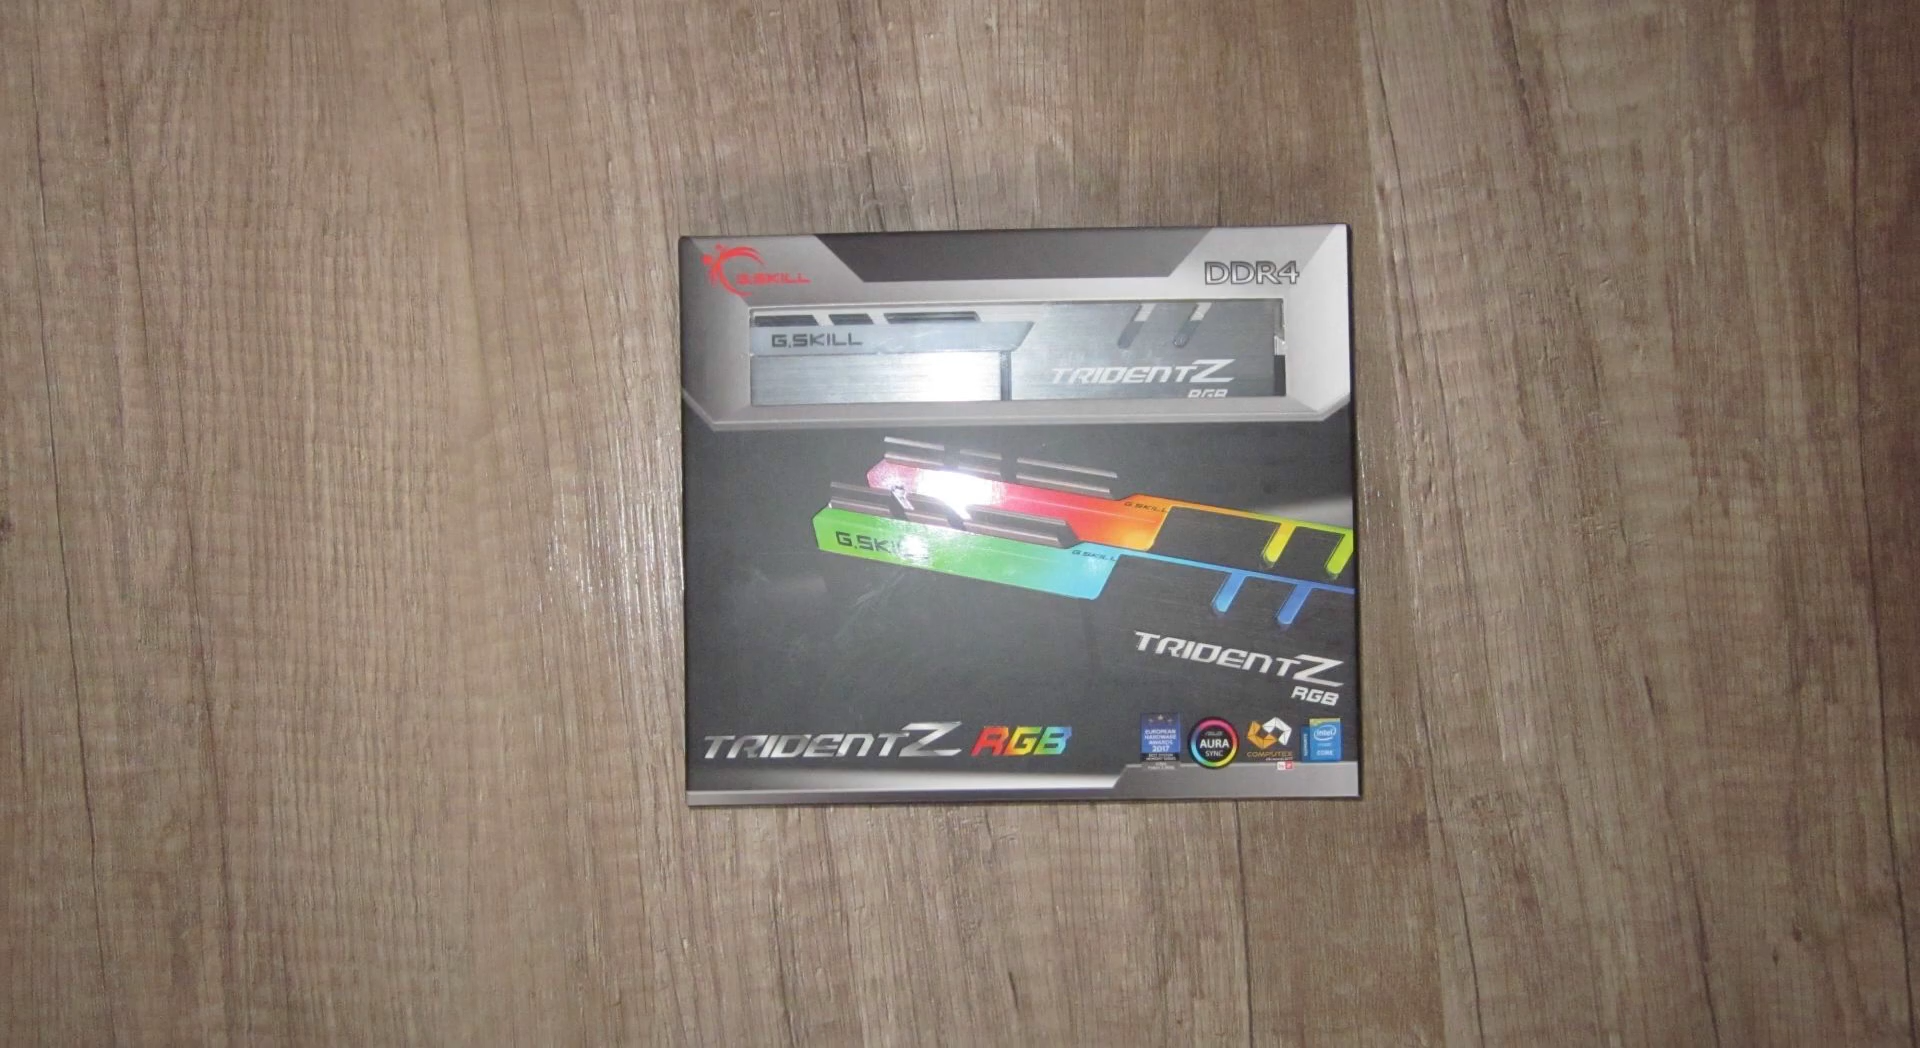 G.SKILL
DDR4
G.SKILL
TRIDENTZ
RGB
G.SKILL
G.SKILL
G.SKILL
TRIDENTZ
RGB
TRIDENTZ RGB
EUROPEAN
HARDWARE
AWARDS
2017
AURA
SYNC
COMPUTEX
intel
CORE